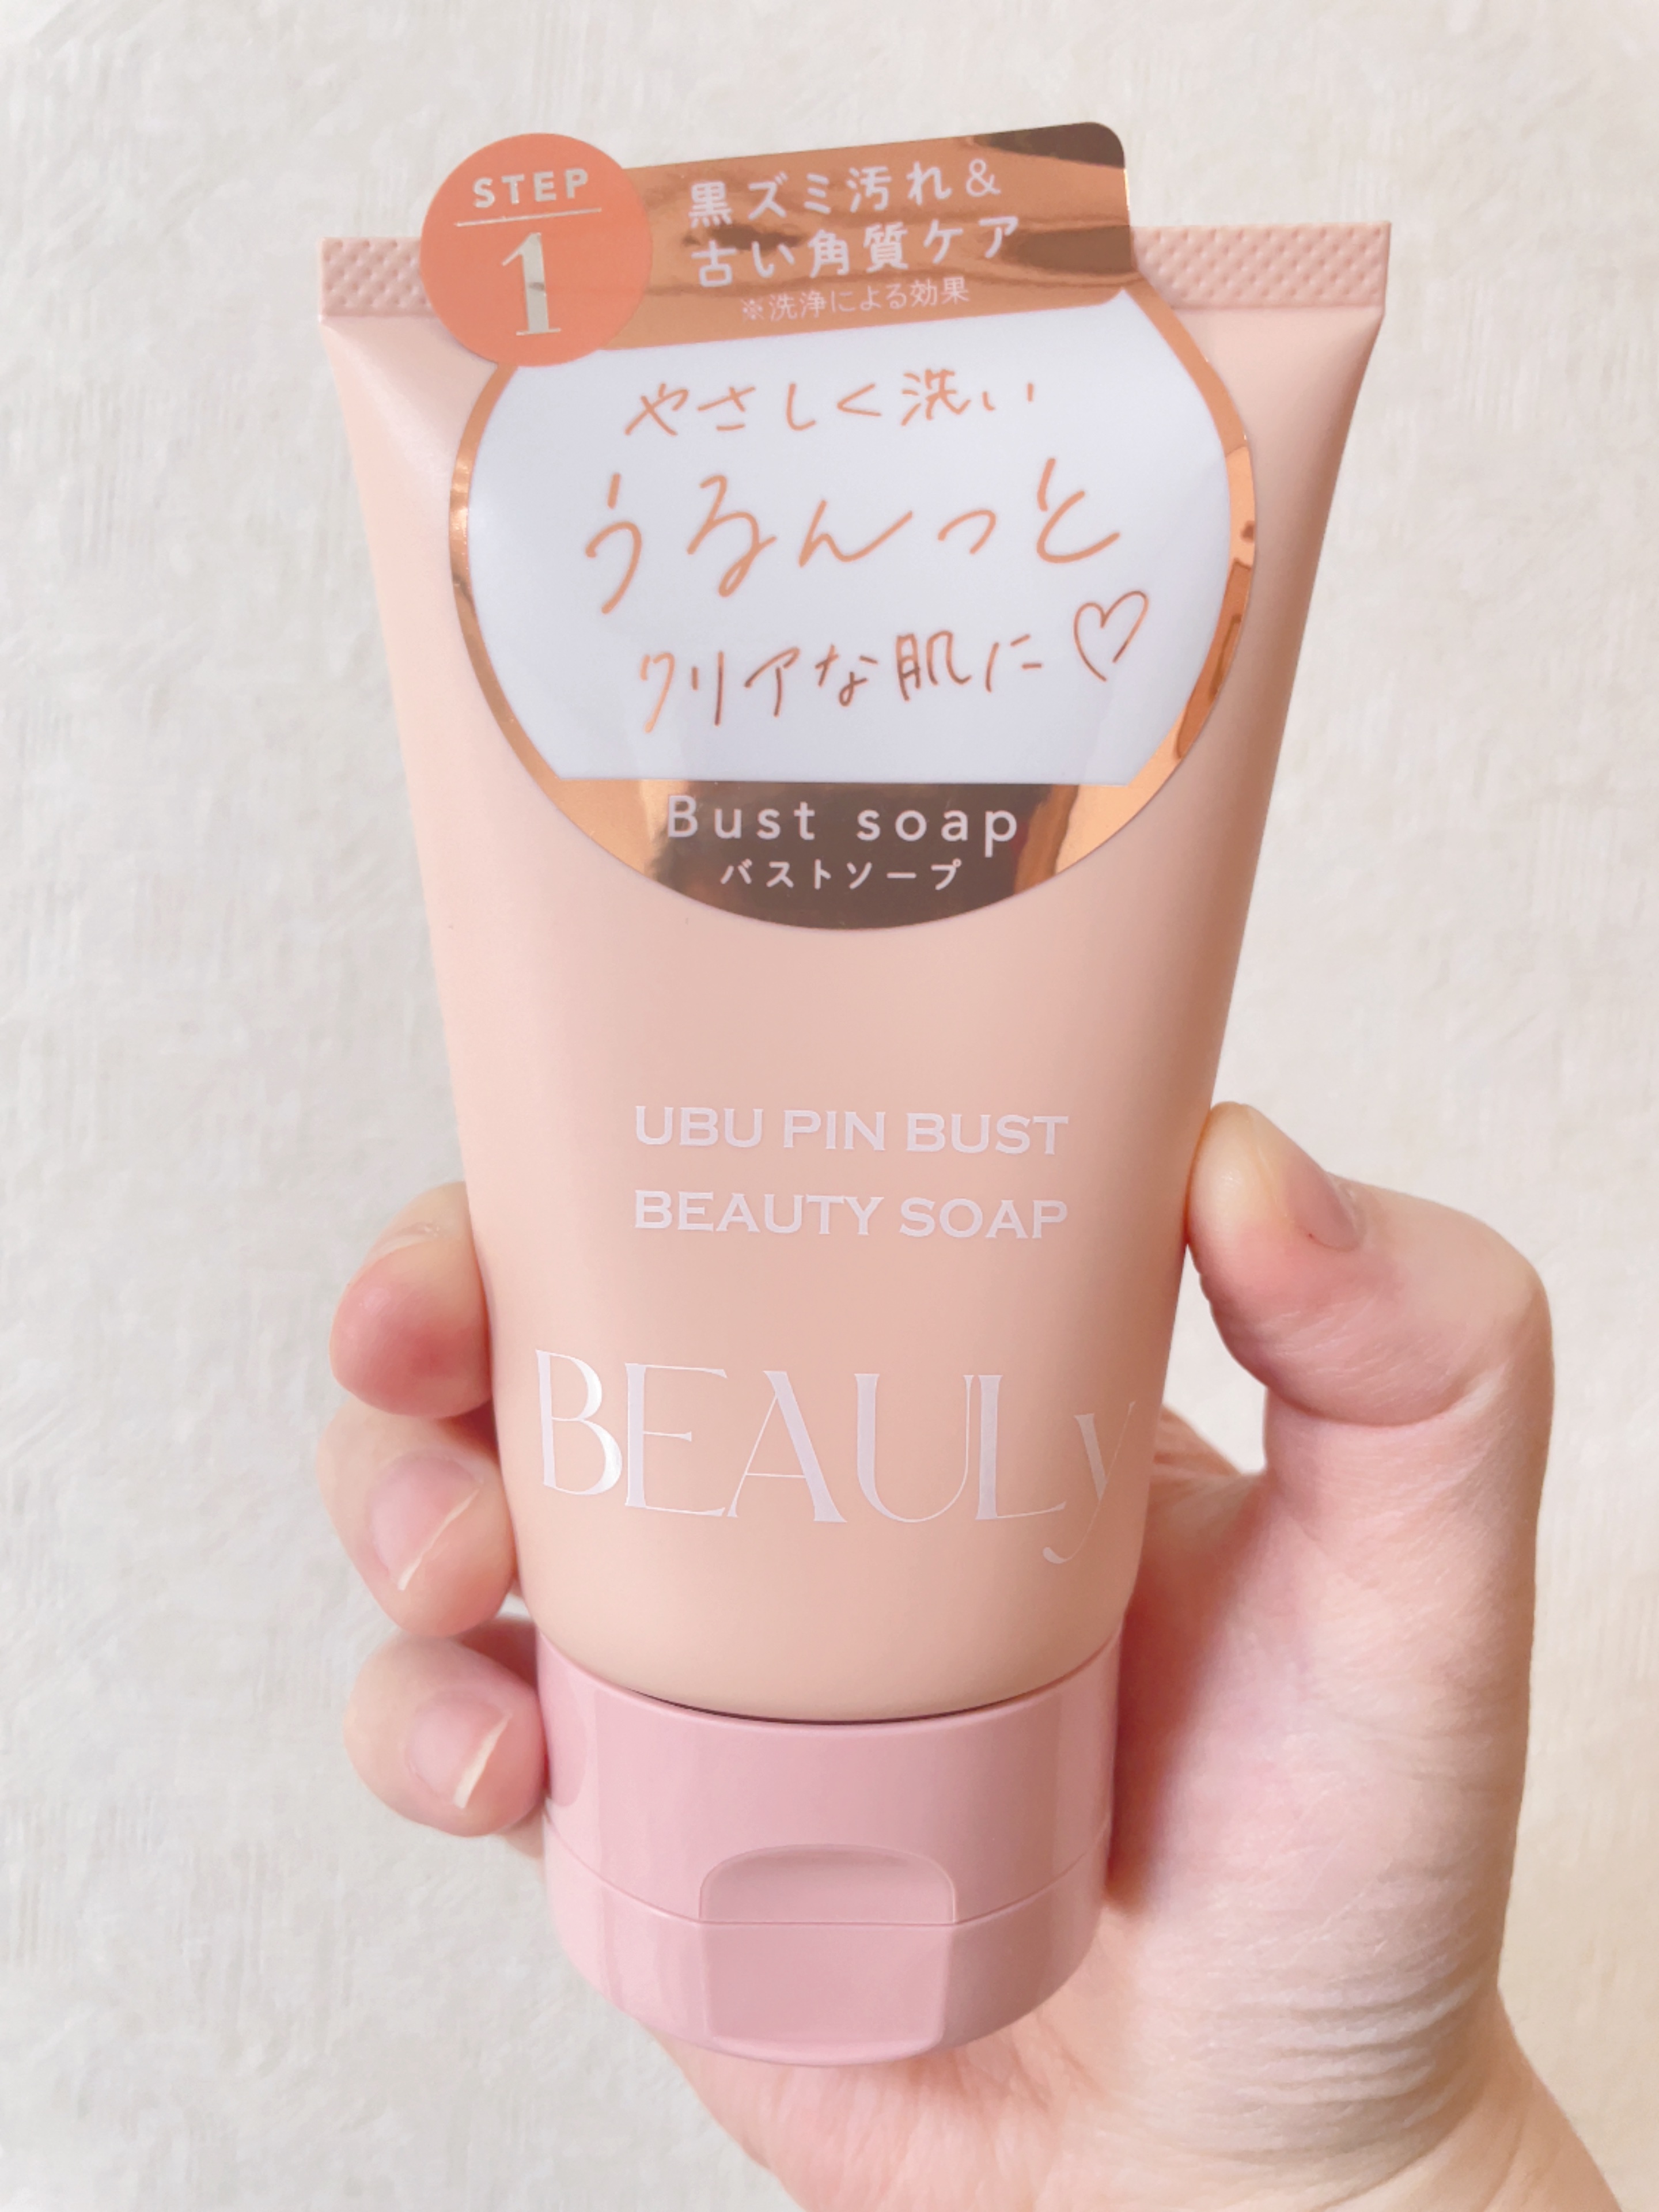 STEP
1
黒ズミ汚れ&
古い角質ケア
※洗浄による効果
やさしく洗い
うるんっと
クリアな肌に♡
Bust soap
バストソープ
UBU PIN BUST
BEAUTY SOAP
BEAULy